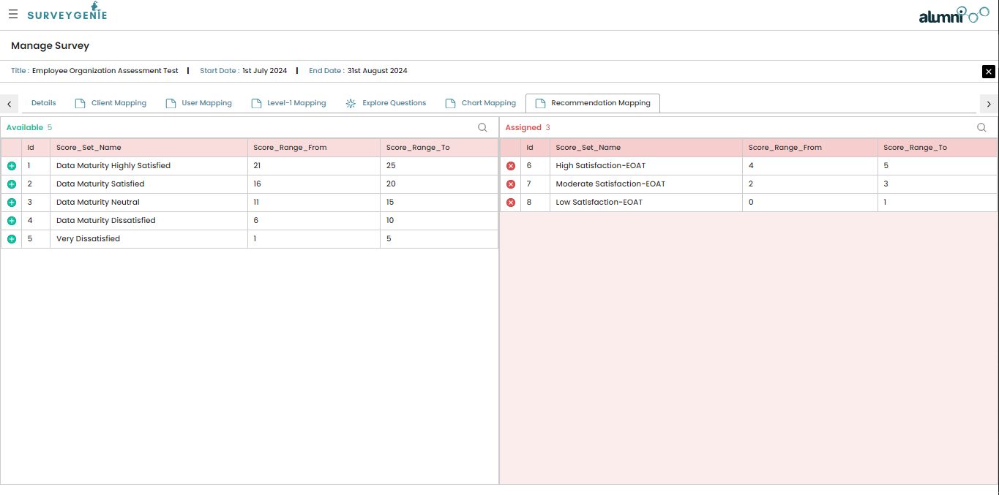 SURVEYGENIE
alumni
Manage Survey
Title : Employee Organization Assessment Test | Start Date : 1st July 2024 | End Date : 31st August 2024
Details Client Mapping User Mapping Level-1 Mapping Explore Questions Chart Mapping Recommendation Mapping
Available 5
Id Score_Set_Name Score_Range_From Score_Range_To
1 Data Maturity Highly Satisfied 21 25
2 Data Maturity Satisfied 16 20
3 Data Maturity Neutral 11 15
4 Data Maturity Dissatisfied 6 10
5 Very Dissatisfied 1 5
Assigned 3
Id Score_Set_Name Score_Range_From Score_Range_To
6 High Satisfaction-EOAT 4 5
7 Moderate Satisfaction-EOAT 2 3
8 Low Satisfaction-EOAT 0 1